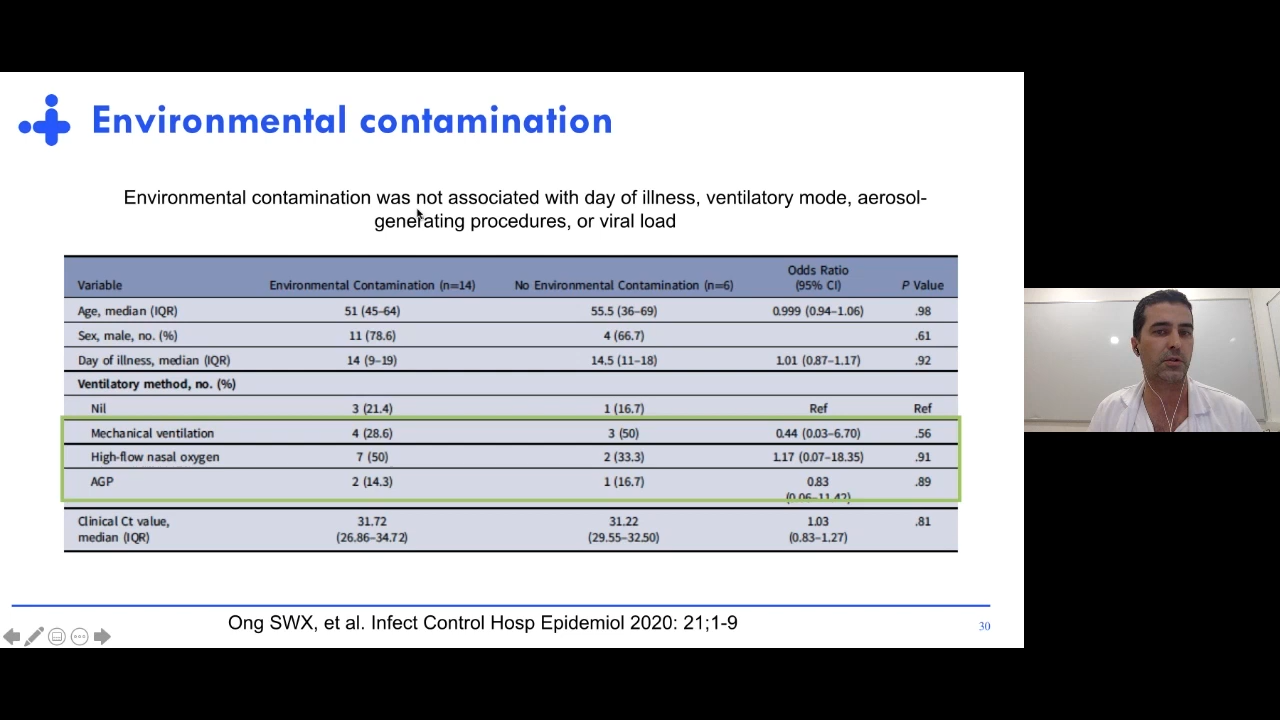 Environmental contamination
Environmental contamination was not associated with day of illness, ventilatory mode, aerosol-
generating procedures, or viral load
Variable Environmental Contamination (n=14) No Environmental Contamination (n=6) Odds Ratio (95% CI) P Value
Age, median (IQR) 51 (45–64) 55.5 (36–69) 0.999 (0.94–1.06) .98
Sex, male, no. (%) 11 (78.6) 4 (66.7) .61
Day of illness, median (IQR) 14 (9–19) 14.5 (11–18) 1.01 (0.87–1.17) .92
Ventilatory method, no. (%)
Nil 3 (21.4) 1 (16.7) Ref Ref
Mechanical ventilation 4 (28.6) 3 (50) 0.44 (0.03–6.70) .56
High-flow nasal oxygen 7 (50) 2 (33.3) 1.17 (0.07–18.35) .91
AGP 2 (14.3) 1 (16.7) 0.83 .89
(0.06–11.42)
Clinical Ct value, 31.72 31.22 1.03 .81
median (IQR) (26.86–34.72) (29.55–32.50) (0.83–1.27)
Ong SWX, et al. Infect Control Hosp Epidemiol 2020: 21;1-9
30